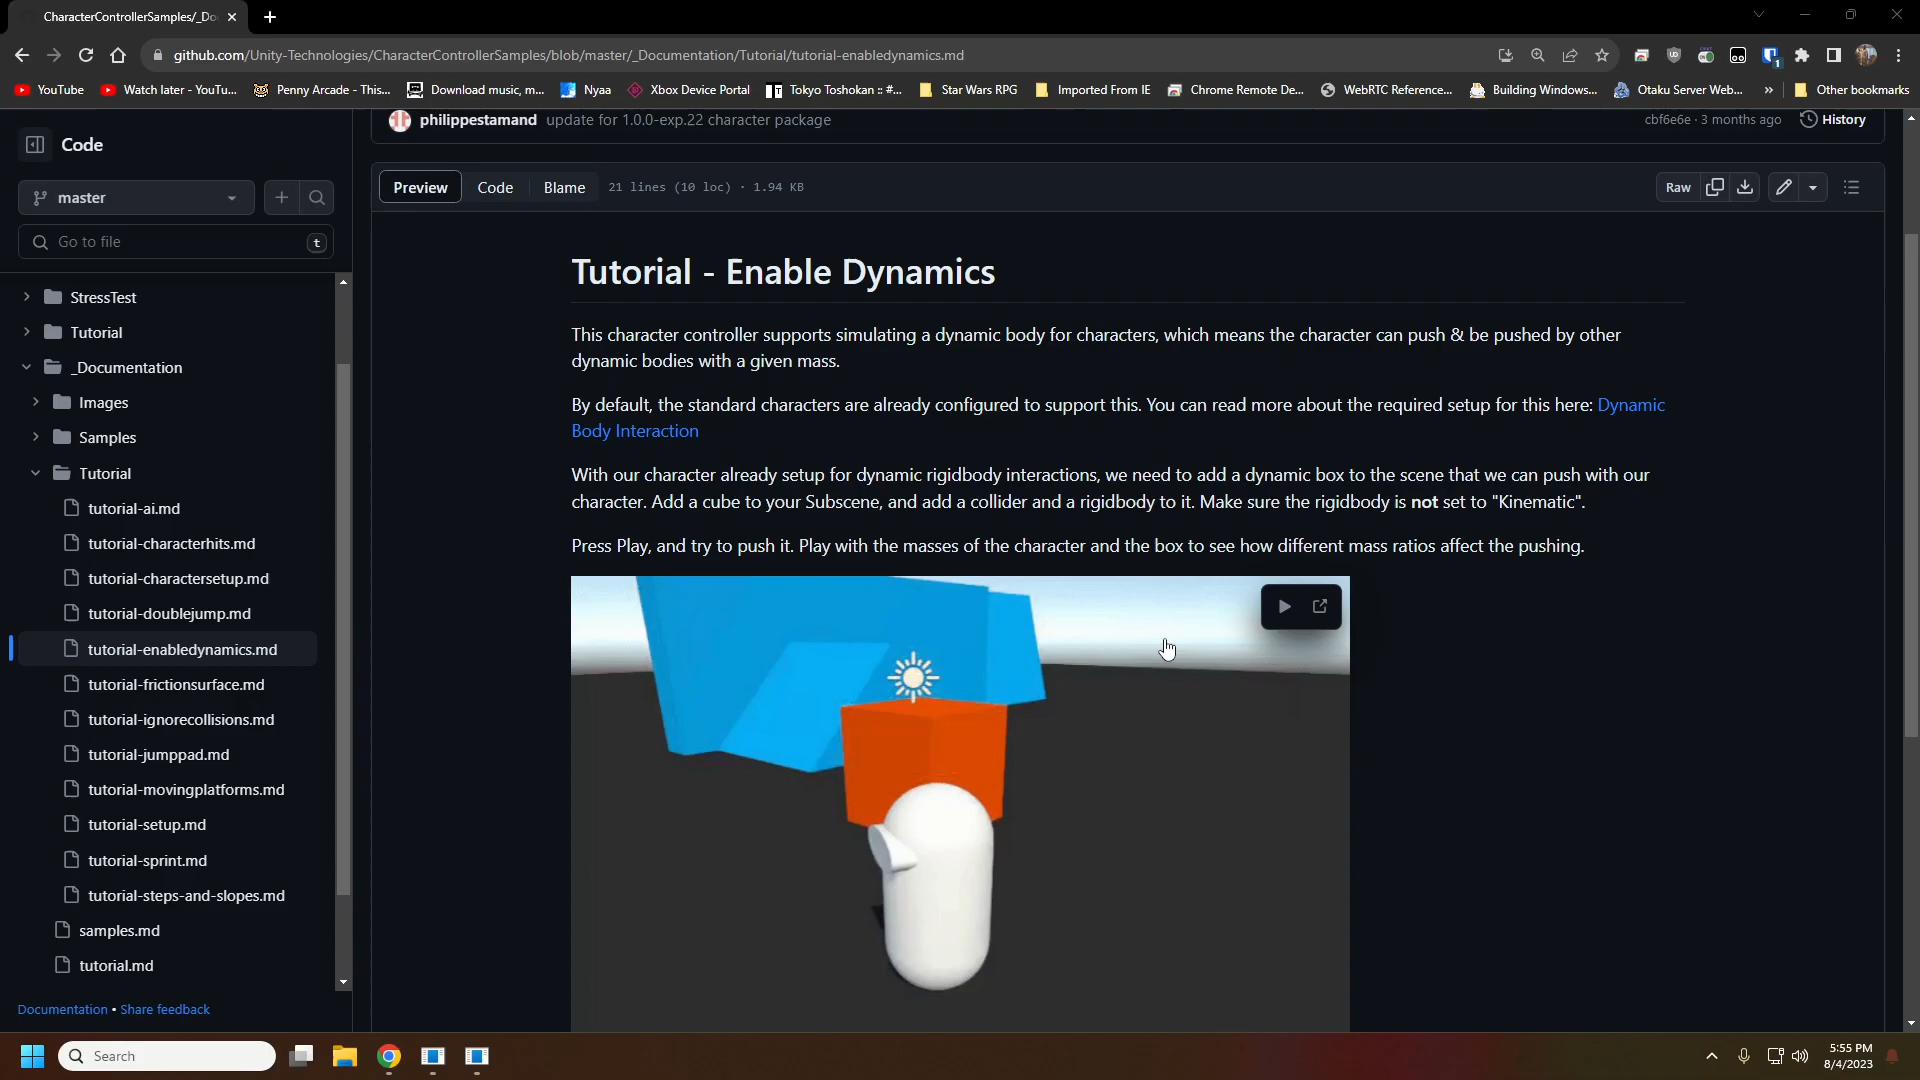 CharacterControllerSamples/_Do
github.com/Unity-Technologies/CharacterControllerSamples/blob/master/_Documentation/Tutorial/tutorial-enabledynamics.md
YouTube
Watch later - YouTu...
Penny Arcade - This...
Download music, m...
Nyaa
Xbox Device Portal
Tokyo Toshokan :: #...
Star Wars RPG
Imported From IE
Chrome Remote De...
WebRTC Reference...
Building Windows...
Otaku Server Web...
»
Other bookmarks
Code
master
Go to file
t
StressTest
Tutorial
_Documentation
Images
Samples
Tutorial
tutorial-ai.md
tutorial-characterhits.md
tutorial-charactersetup.md
tutorial-doublejump.md
tutorial-enabledynamics.md
tutorial-frictionsurface.md
tutorial-ignorecollisions.md
tutorial-jumppad.md
tutorial-movingplatforms.md
tutorial-setup.md
tutorial-sprint.md
tutorial-steps-and-slopes.md
samples.md
tutorial.md
Documentation • Share feedback
philippestamand update for 1.0.0-exp.22 character package
cbf6e6e · 3 months ago
History
Preview
Code
Blame
21 lines (10 loc) · 1.94 KB
Raw
Tutorial - Enable Dynamics
This character controller supports simulating a dynamic body for characters, which means the character can push & be pushed by other
dynamic bodies with a given mass.
By default, the standard characters are already configured to support this. You can read more about the required setup for this here: Dynamic
Body Interaction
With our character already setup for dynamic rigidbody interactions, we need to add a dynamic box to the scene that we can push with our
character. Add a cube to your Subscene, and add a collider and a rigidbody to it. Make sure the rigidbody is not set to "Kinematic".
Press Play, and try to push it. Play with the masses of the character and the box to see how different mass ratios affect the pushing.
Search
5:55 PM
8/4/2023